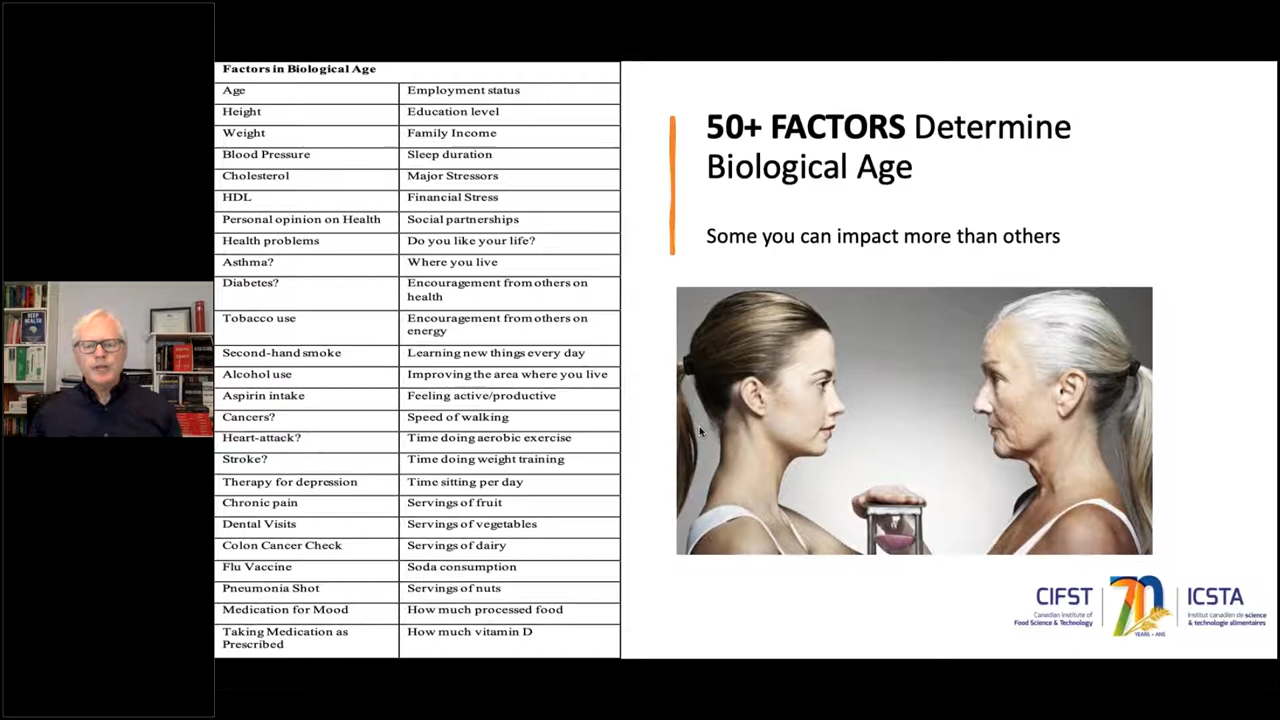 Factors in Biological Age
Age
Employment status
Height
Education level
Weight
Family Income
Blood Pressure
Sleep duration
Cholesterol
Major Stressors
HDL
Financial Stress
Personal opinion on Health
Social partnerships
Health problems
Do you like your life?
Asthma?
Where you live
Diabetes?
Encouragement from others on
health
Tobacco use
Encouragement from others on
energy
Second-hand smoke
Learning new things every day
Alcohol use
Improving the area where you live
Aspirin intake
Feeling active/productive
Cancers?
Speed of walking
Heart-attack?
Time doing aerobic exercise
Stroke?
Time doing weight training
Therapy for depression
Time sitting per day
Chronic pain
Servings of fruit
Dental Visits
Servings of vegetables
Colon Cancer Check
Servings of dairy
Flu Vaccine
Soda consumption
Pneumonia Shot
Servings of nuts
Medication for Mood
How much processed food
Taking Medication as
Prescribed
How much vitamin D
50+ FACTORS Determine
Biological Age
Some you can impact more than others
CIFST
Canadian Institute of
Food Science & Technology
70
YEARS • ANS
ICSTA
Institut canadien de science
& technologie alimentaires
DEEP
HEALTH